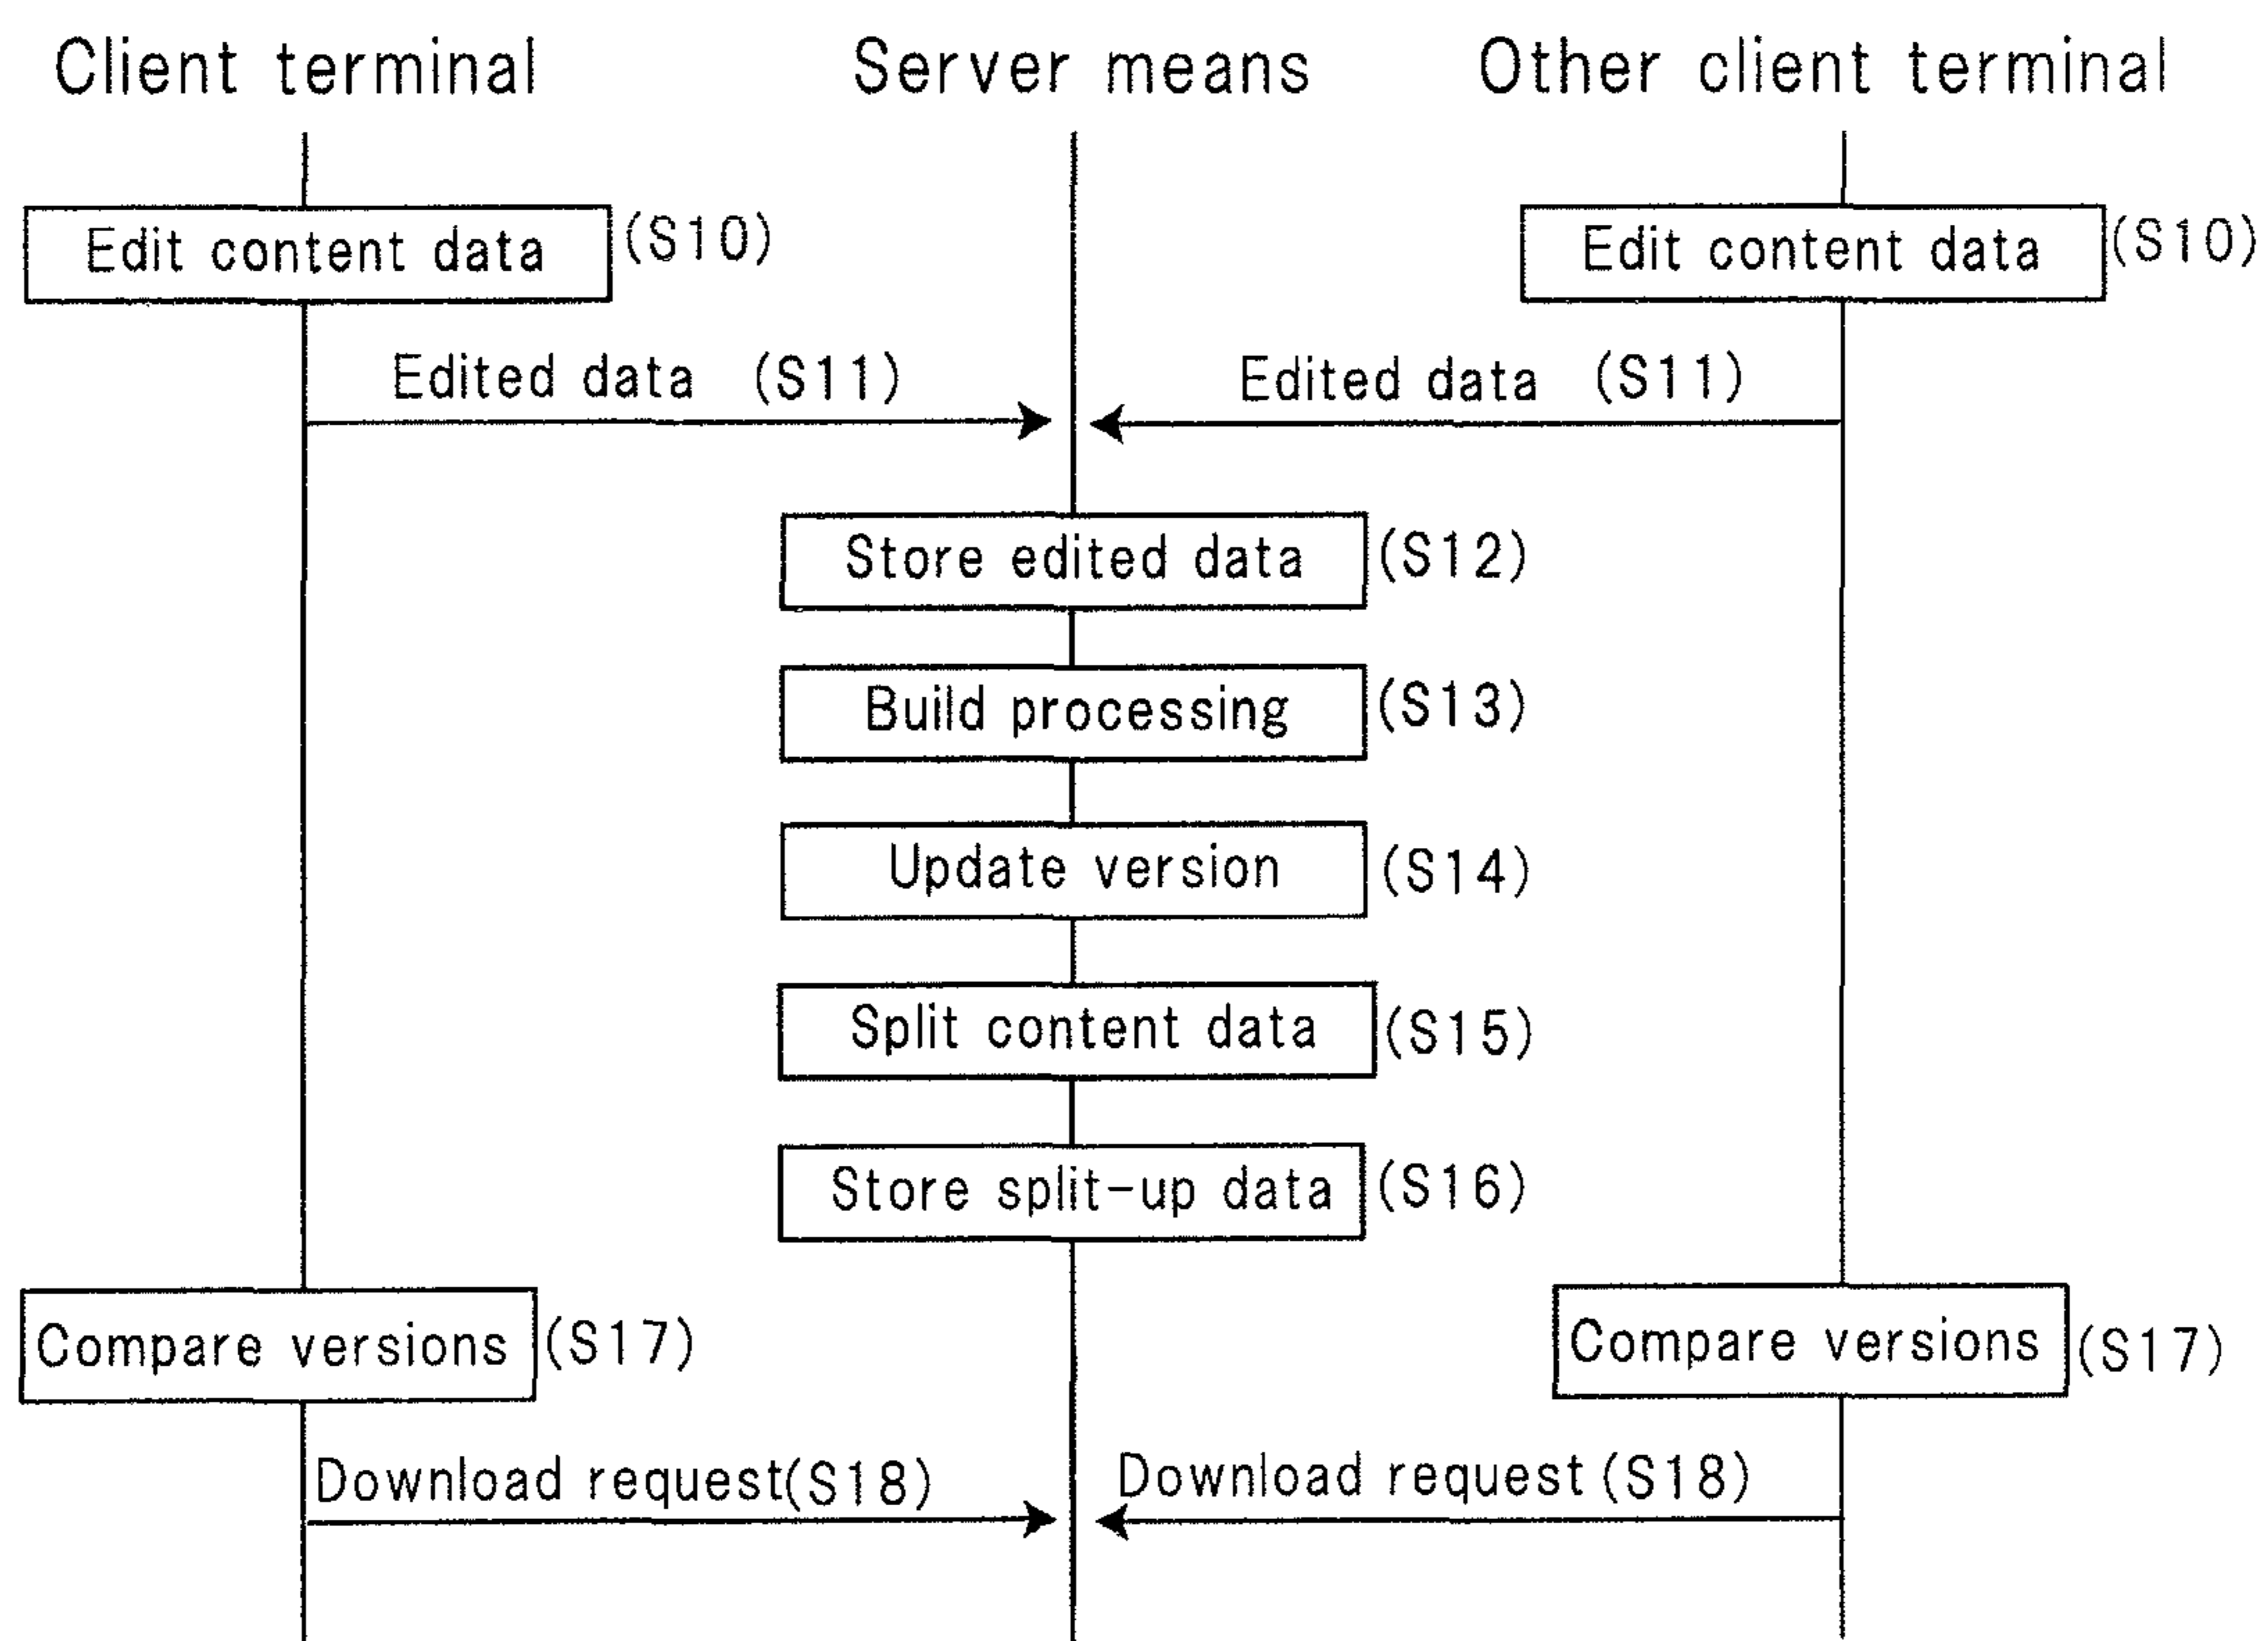 Client terminal Server means Other client terminal
Edit content data (S10) Edit content data (S10)
Edited data (S11) Edited data (S11)
Store edited data (S12)
Build processing (S13)
Update version (S14)
Split content data (S15)
Store split-up data (S16)
Compare versions (S17) Compare versions (S17)
Download request(S18) Download request (S18)